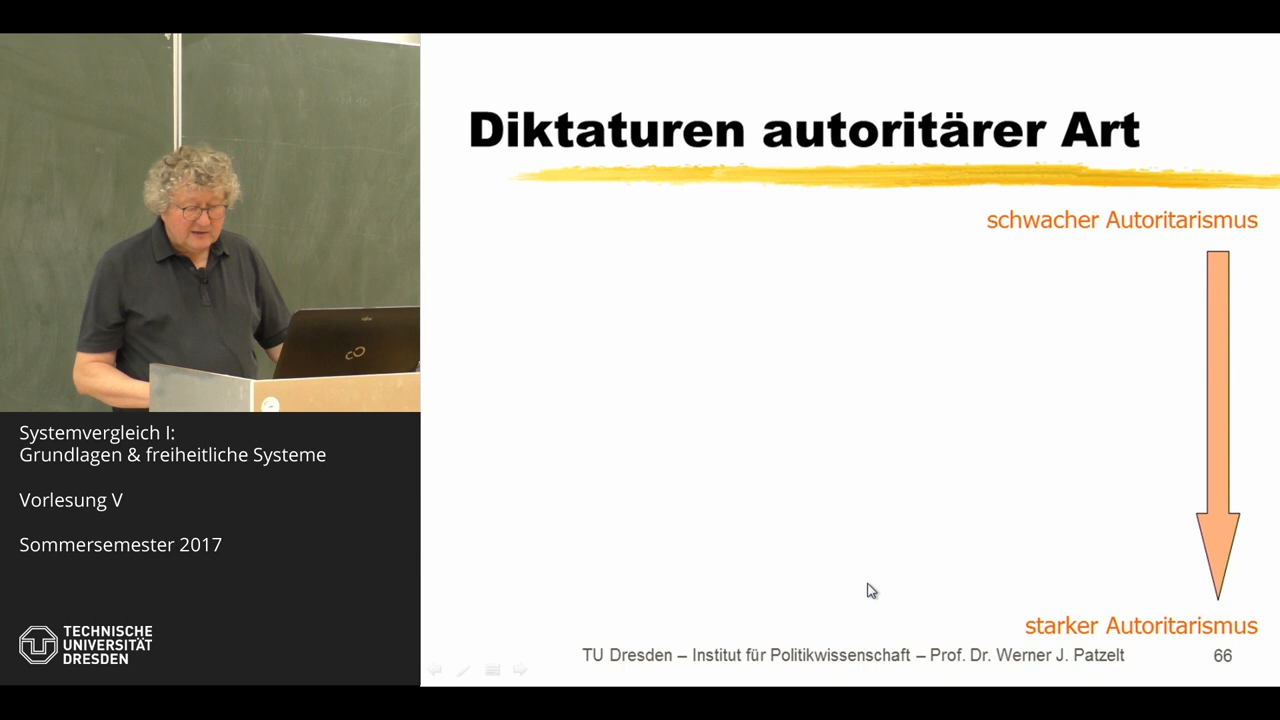 Diktaturen autoritärer Art
schwacher Autoritarismus
starker Autoritarismus
TU Dresden – Institut für Politikwissenschaft – Prof. Dr. Werner J. Patzelt
66
Systemvergleich I:
Grundlagen & freiheitliche Systeme
Vorlesung V
Sommersemester 2017
TECHNISCHE
UNIVERSITÄT
DRESDEN